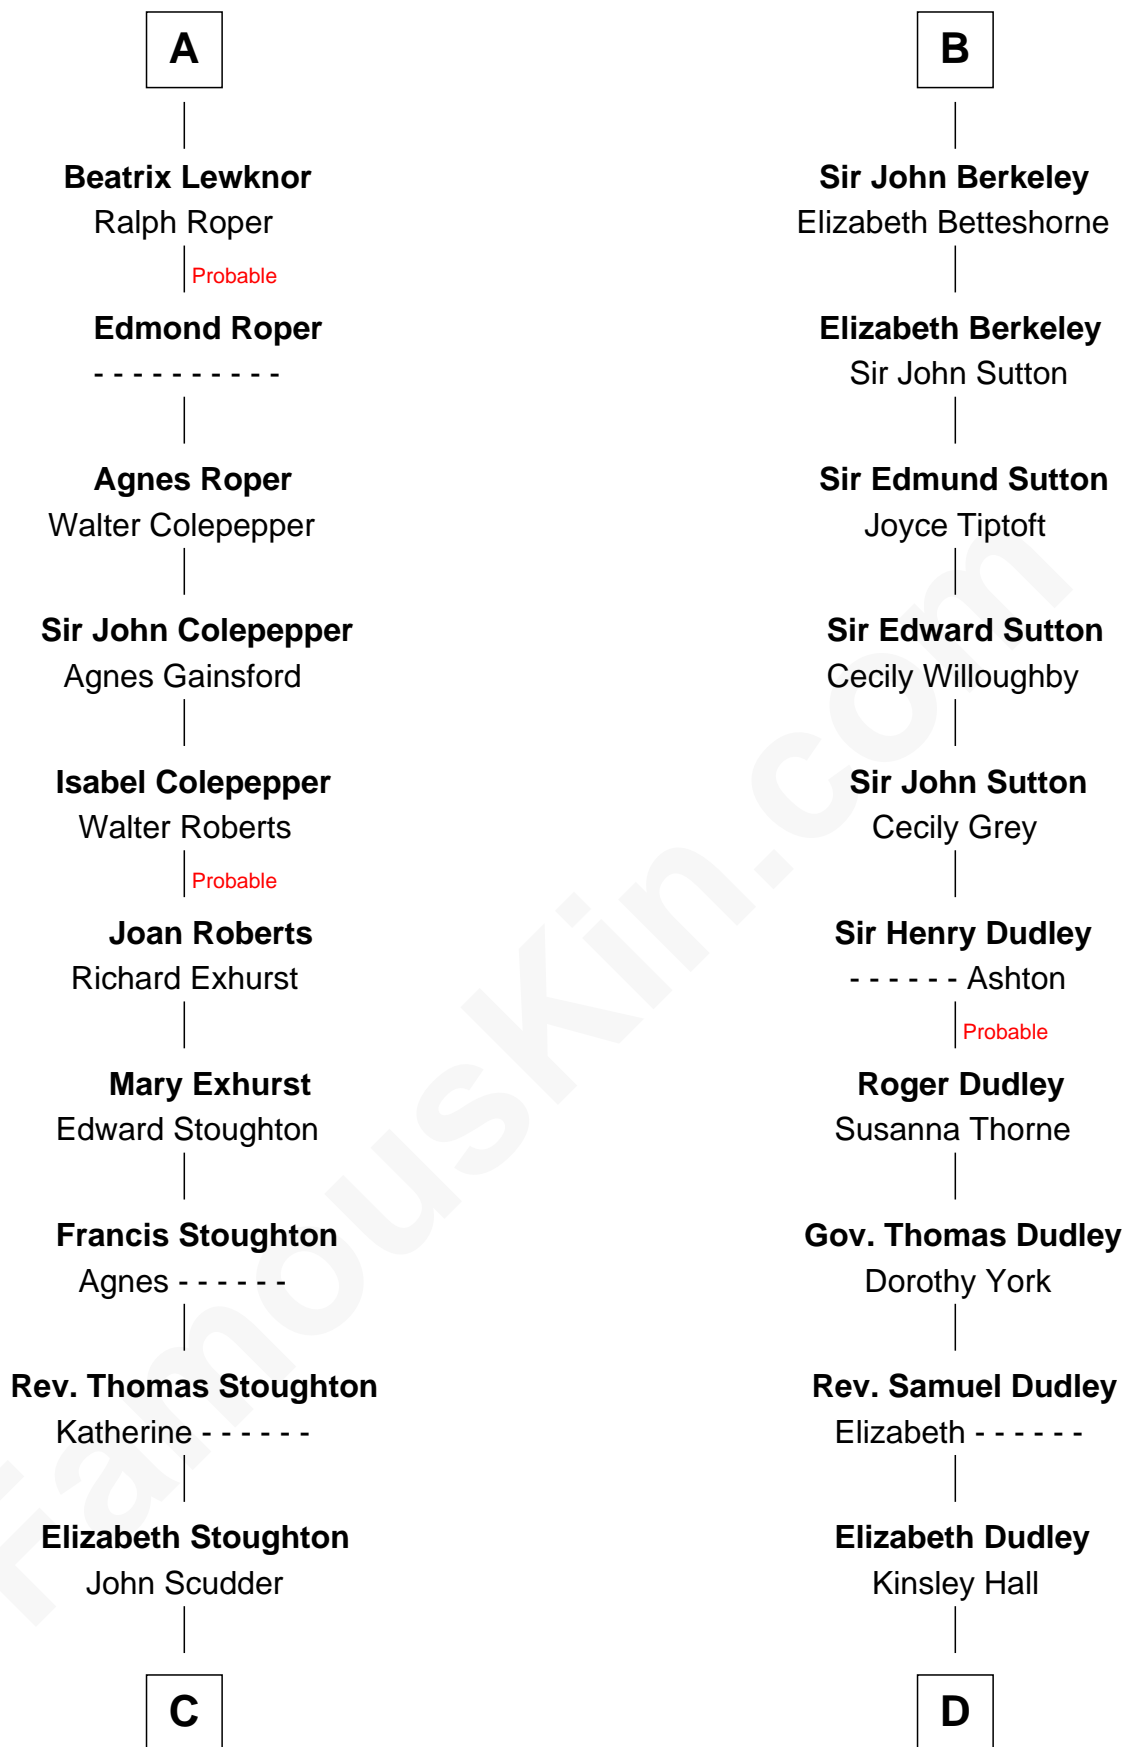 A
Beatrix Lewknor
Ralph Roper
Probable
Edmond Roper
- - - - - - - - - -
Agnes Roper
Walter Colepepper
Sir John Colepepper
Agnes Gainsford
Isabel Colepepper
Walter Roberts
Probable
Joan Roberts
Richard Exhurst
Mary Exhurst
Edward Stoughton
Francis Stoughton
Agnes - - - - - -
Rev. Thomas Stoughton
Katherine - - - - - -
Elizabeth Stoughton
John Scudder
C
B
Sir John Berkeley
Elizabeth Betteshorne
Elizabeth Berkeley
Sir John Sutton
Sir Edmund Sutton
Joyce Tiptoft
Sir Edward Sutton
Cecily Willoughby
Sir John Sutton
Cecily Grey
Sir Henry Dudley
- - - - - - Ashton
Probable
Roger Dudley
Susanna Thorne
Gov. Thomas Dudley
Dorothy York
Rev. Samuel Dudley
Elizabeth - - - - - -
Elizabeth Dudley
Kinsley Hall
D
FamousKin.com